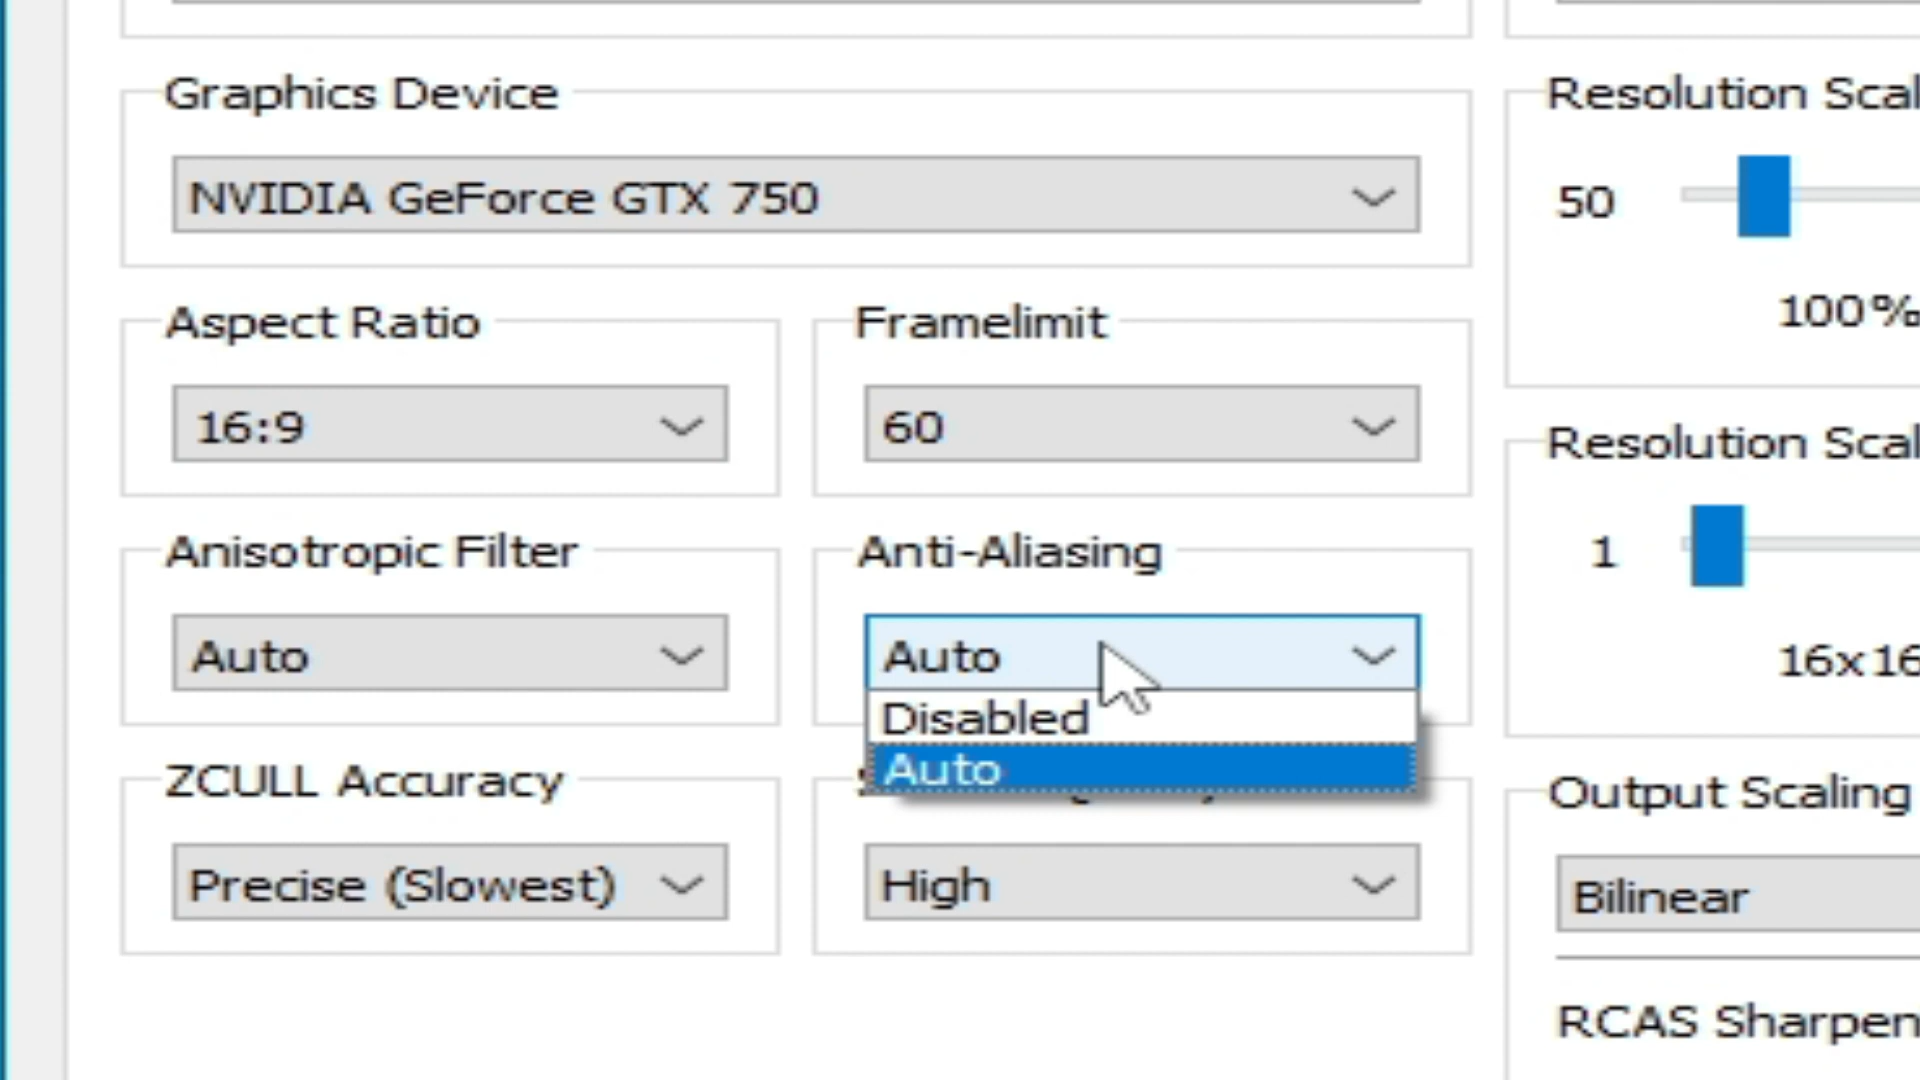 Graphics Device
NVIDIA GeForce GTX 750
Aspect Ratio
16:9
Framelimit
60
Anisotropic Filter
Auto
Anti-Aliasing
Auto
Disabled
Auto
ZCULL Accuracy
Precise (Slowest)
High
Resolution Scal
50
100%
Resolution Scal
1
16x16
Output Scaling
Bilinear
RCAS Sharpen